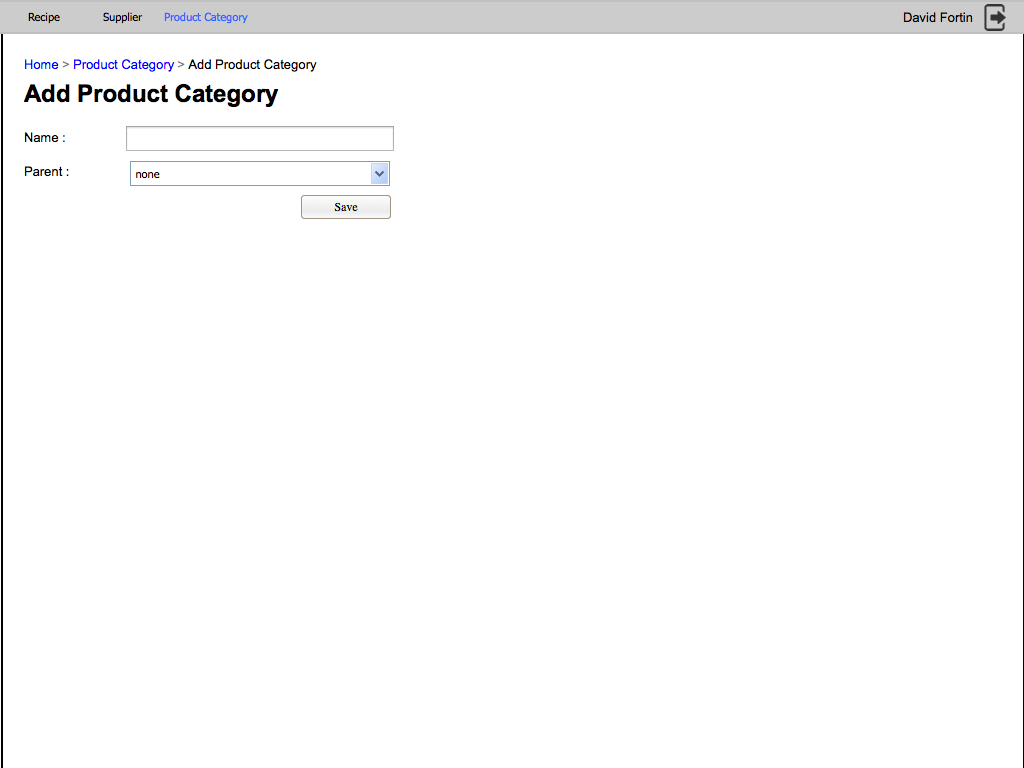 Recipe Supplier Product Category David Fortin
Home > Product Category > Add Product Category
Add Product Category
Name :
Parent : none
Save